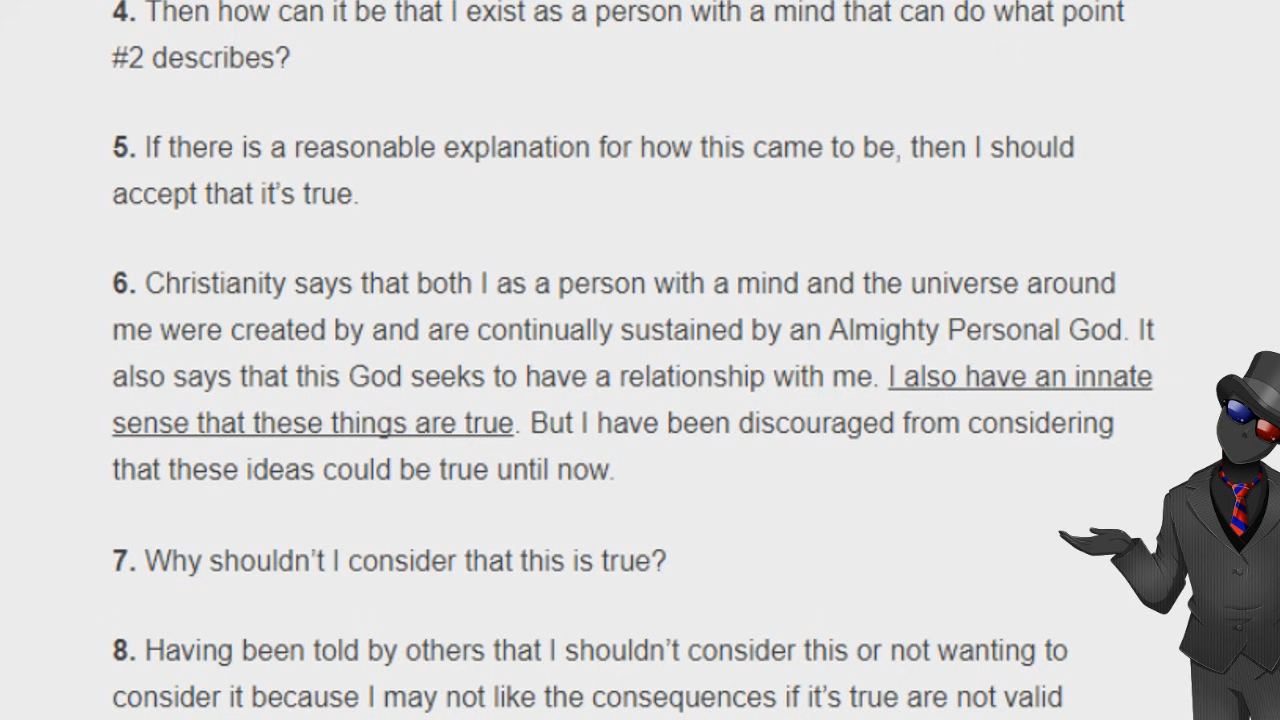 4. Then how can it be that I exist as a person with a mind that can do what point
#2 describes?
5. If there is a reasonable explanation for how this came to be, then I should
accept that it’s true.
6. Christianity says that both I as a person with a mind and the universe around
me were created by and are continually sustained by an Almighty Personal God. It
also says that this God seeks to have a relationship with me. I also have an innate
sense that these things are true. But I have been discouraged from considering
that these ideas could be true until now.
7. Why shouldn’t I consider that this is true?
8. Having been told by others that I shouldn’t consider this or not wanting to
consider it because I may not like the consequences if it’s true are not valid